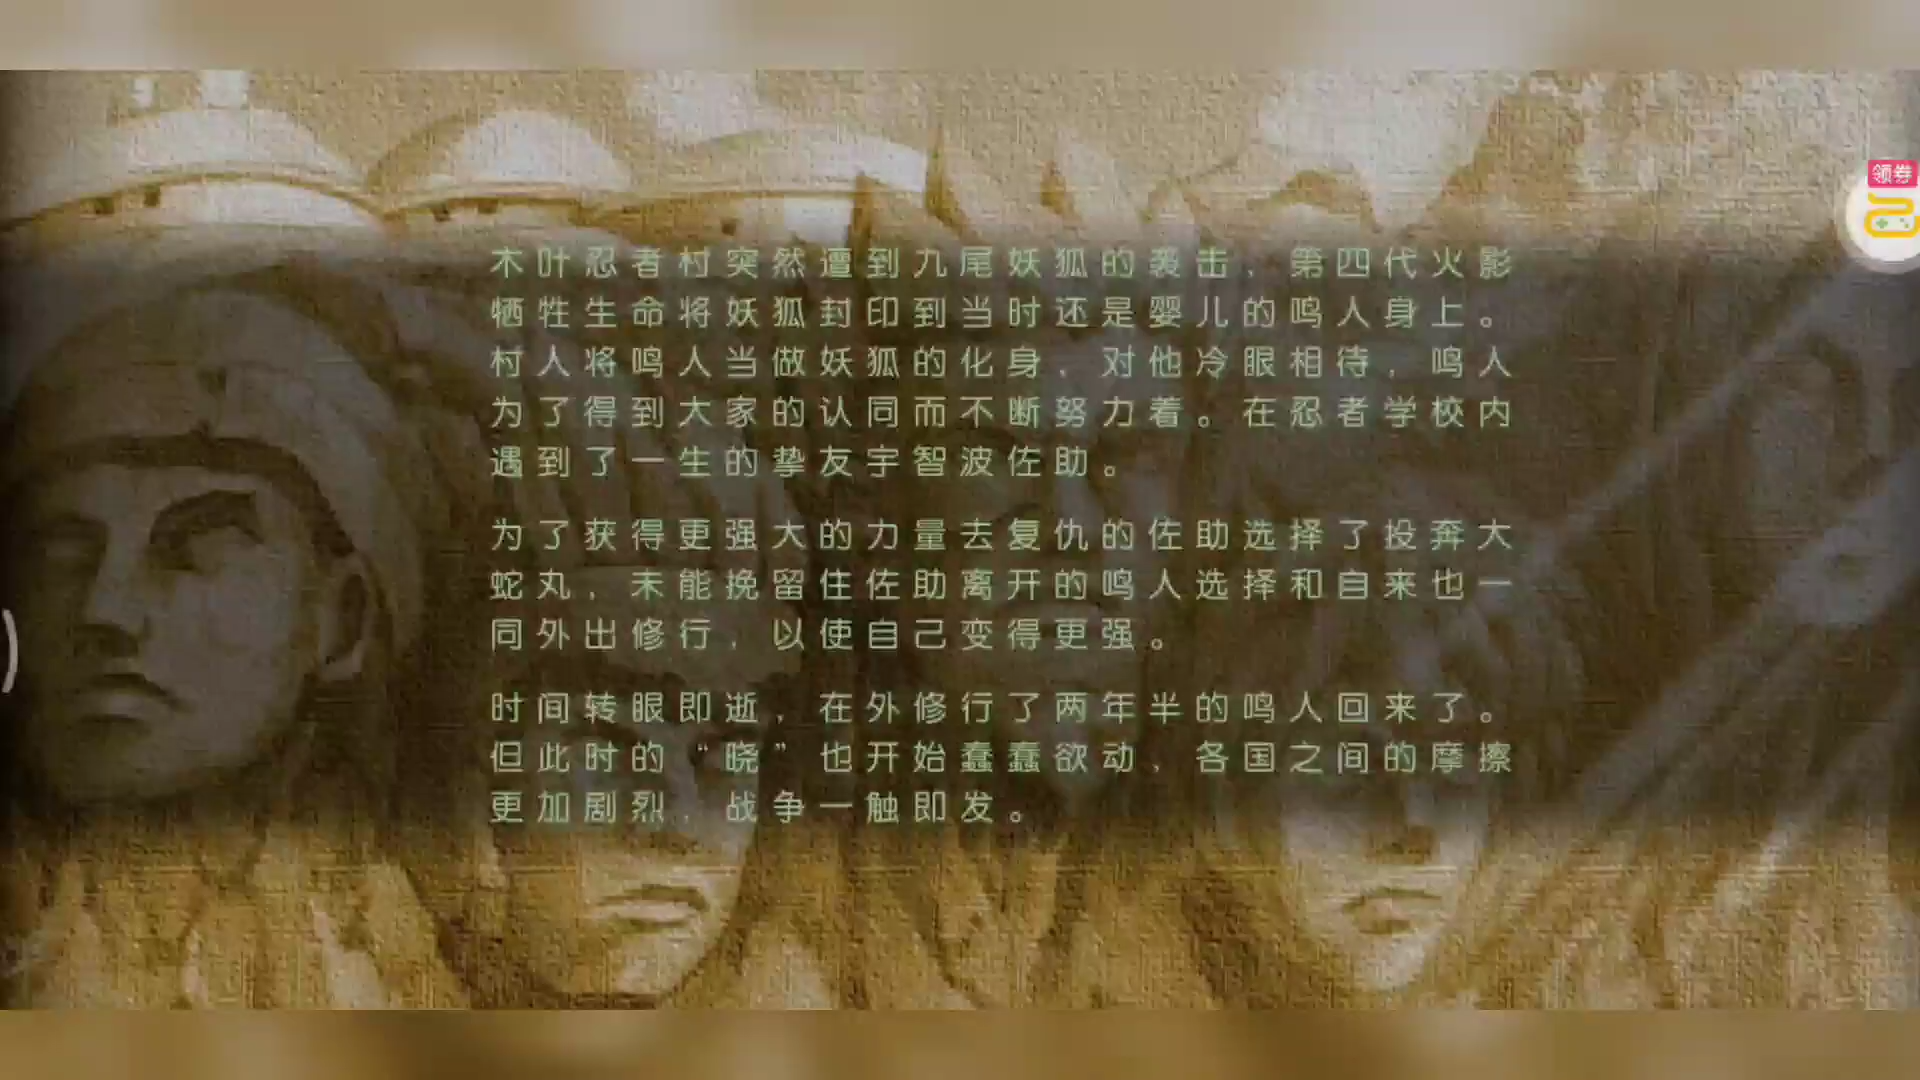 领券
木叶忍者村突然遭到九尾妖狐的袭击，第四代火影
牺牲生命将妖狐封印到当时还是婴儿的鸣人身上。
村人将鸣人当做妖狐的化身，对他冷眼相待，鸣人
为了得到大家的认同而不断努力着。在忍者学校内
遇到了一生的挚友宇智波佐助。
为了获得更强大的力量去复仇的佐助选择了投奔大
蛇丸，未能挽留住佐助离开的鸣人选择和自来也一
同外出修行，以使自己变得更强。
时间转眼即逝，在外修行了两年半的鸣人回来了。
但此时的“晓”也开始蠢蠢欲动，各国之间的摩擦
更加剧烈，战争一触即发。